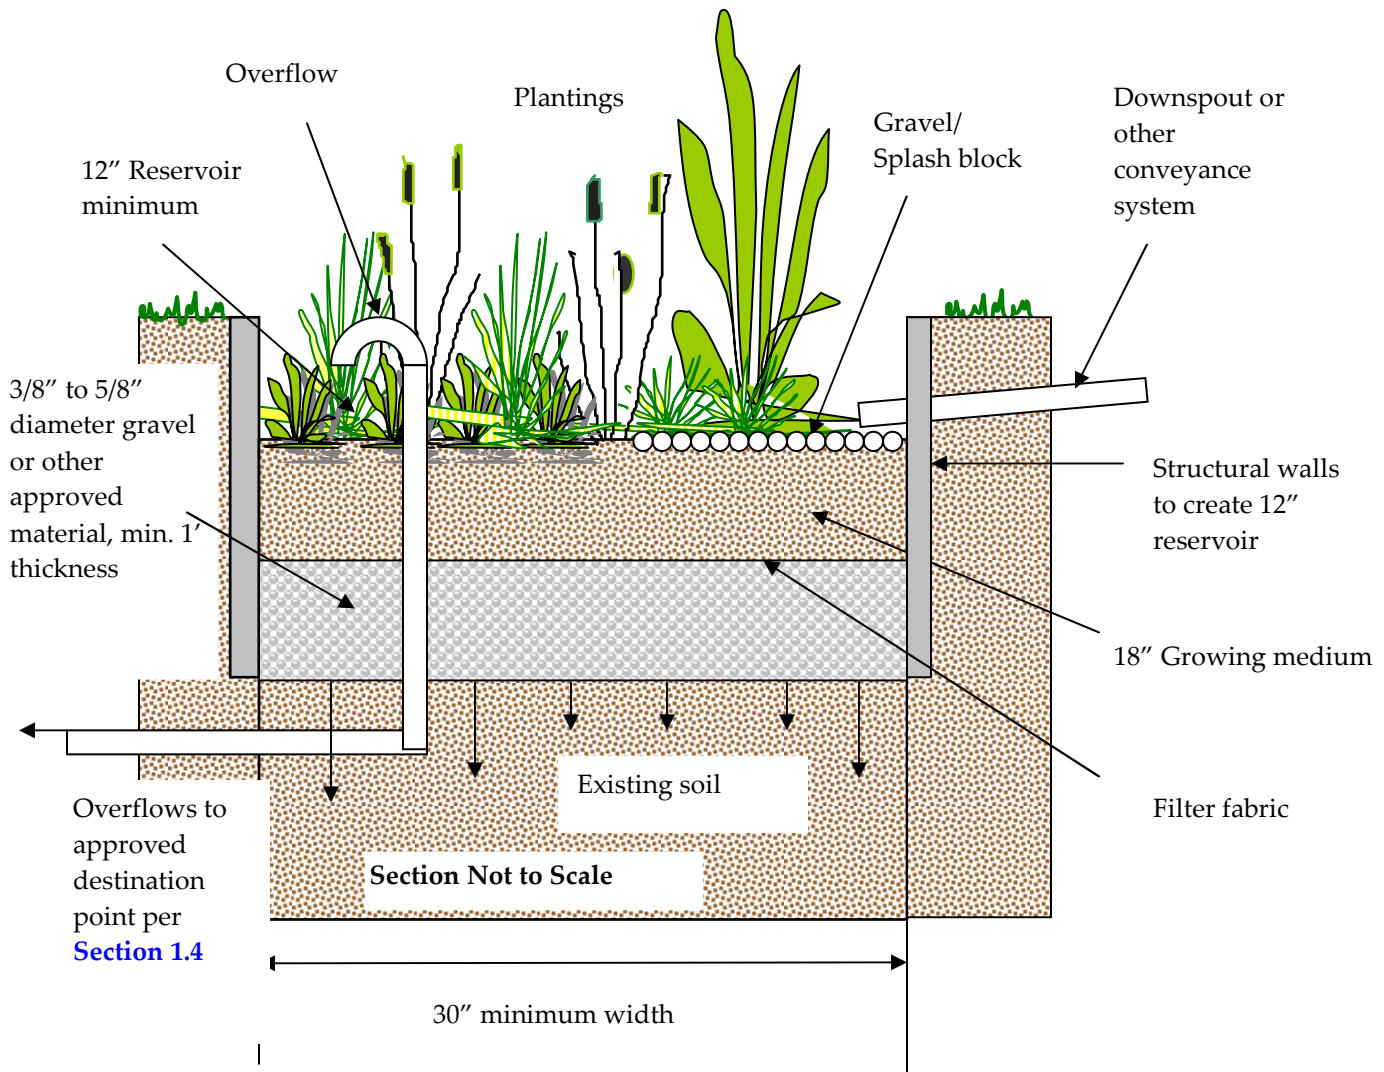 Overflow
Plantings
Downspout or
other
conveyance
system
Gravel/
Splash block
12” Reservoir
minimum
3/8” to 5/8”
diameter gravel
or other
approved
material, min. 1’
thickness
Structural walls
to create 12”
reservoir
18” Growing medium
Existing soil
Filter fabric
Overflows to
approved
destination
point per
Section 1.4
Section Not to Scale
30” minimum width